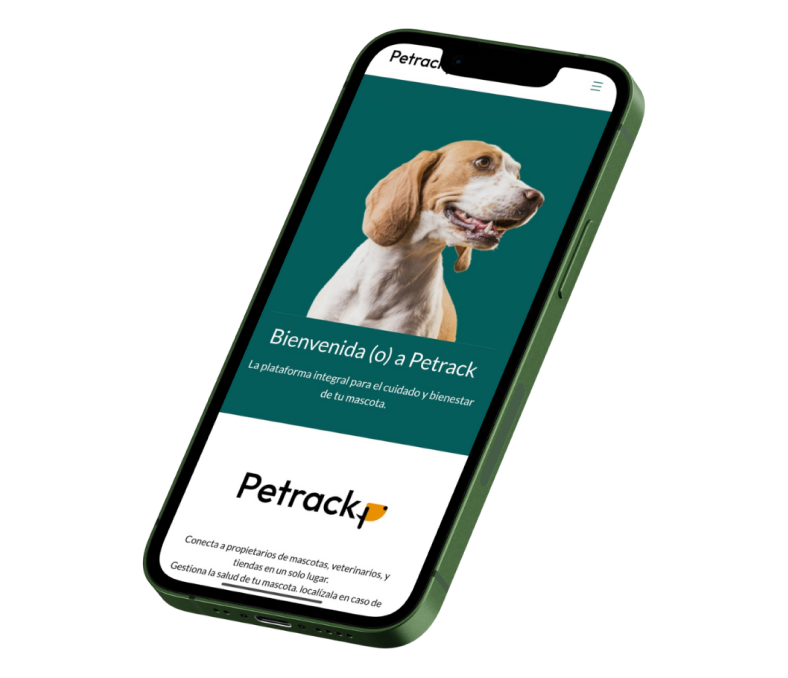 Petrack
Bienvenida (o) a Petrack
La plataforma integral para el cuidado y bienestar
de tu mascota.
Petrack
Conecta a propietarios de mascotas, veterinarios, y
tiendas en un solo lugar.
Gestiona la salud de tu mascota, localízala en caso de